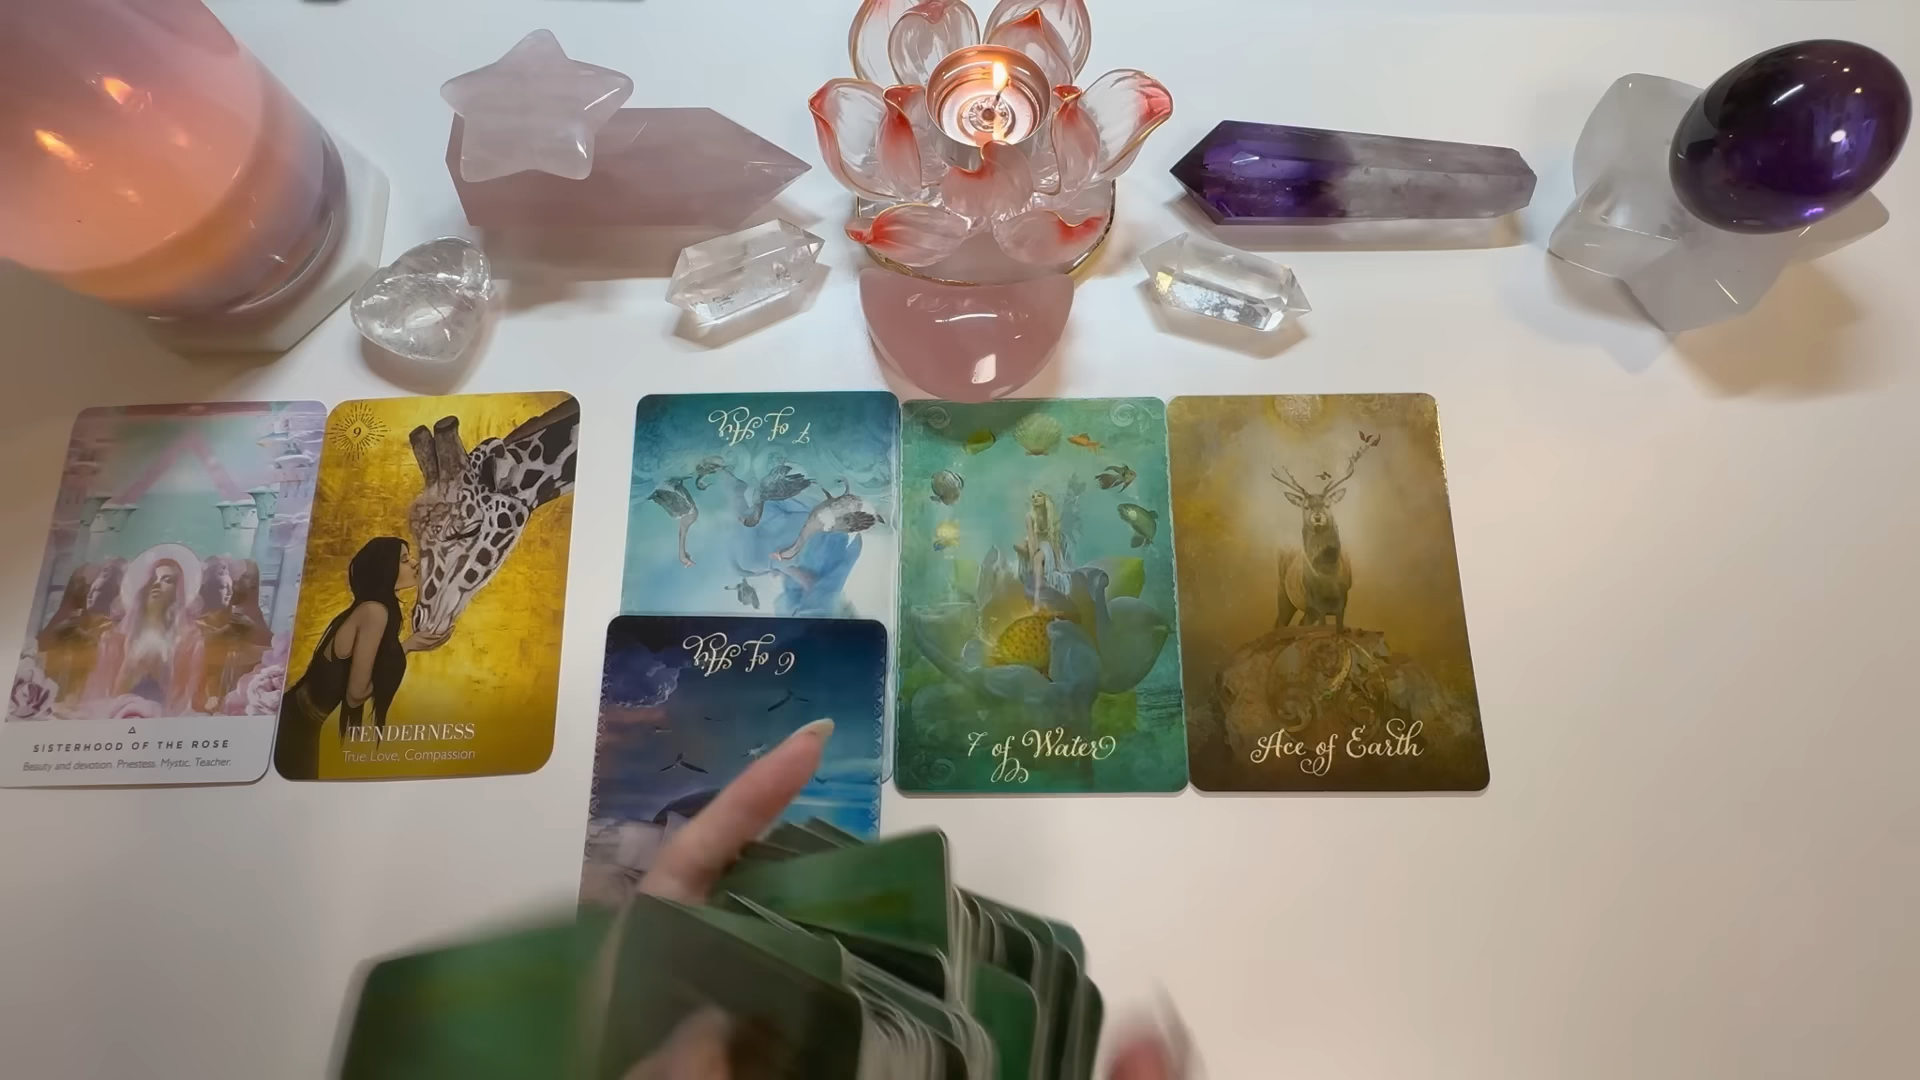 SISTERHOOD OF THE ROSE
Beauty and devotion. Priestess. Mystic. Teacher.
9
TENDERNESS
True Love, Compassion
7 of Air
6 of Air
7 of Water
Ace of Earth